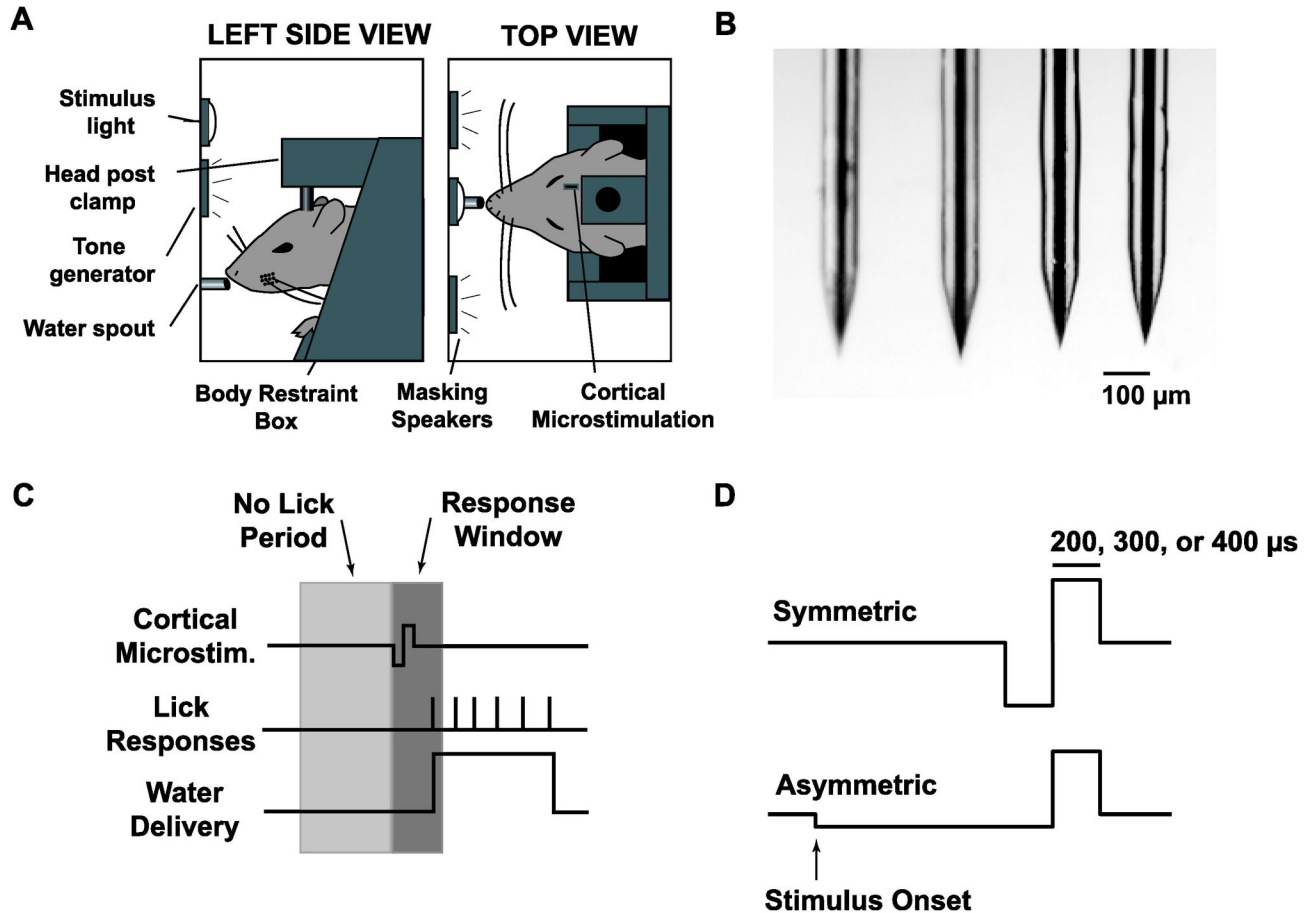 A
LEFT SIDE VIEW
TOP VIEW
Stimulus
light
Head post
clamp
Tone
generator
Water spout
Body Restraint
Box
Masking
Speakers
Cortical
Microstimulation
B
100 µm
C
No Lick
Period
Response
Window
Cortical
Microstim.
Lick
Responses
Water
Delivery
D
200, 300, or 400 µs
Symmetric
Asymmetric
Stimulus Onset